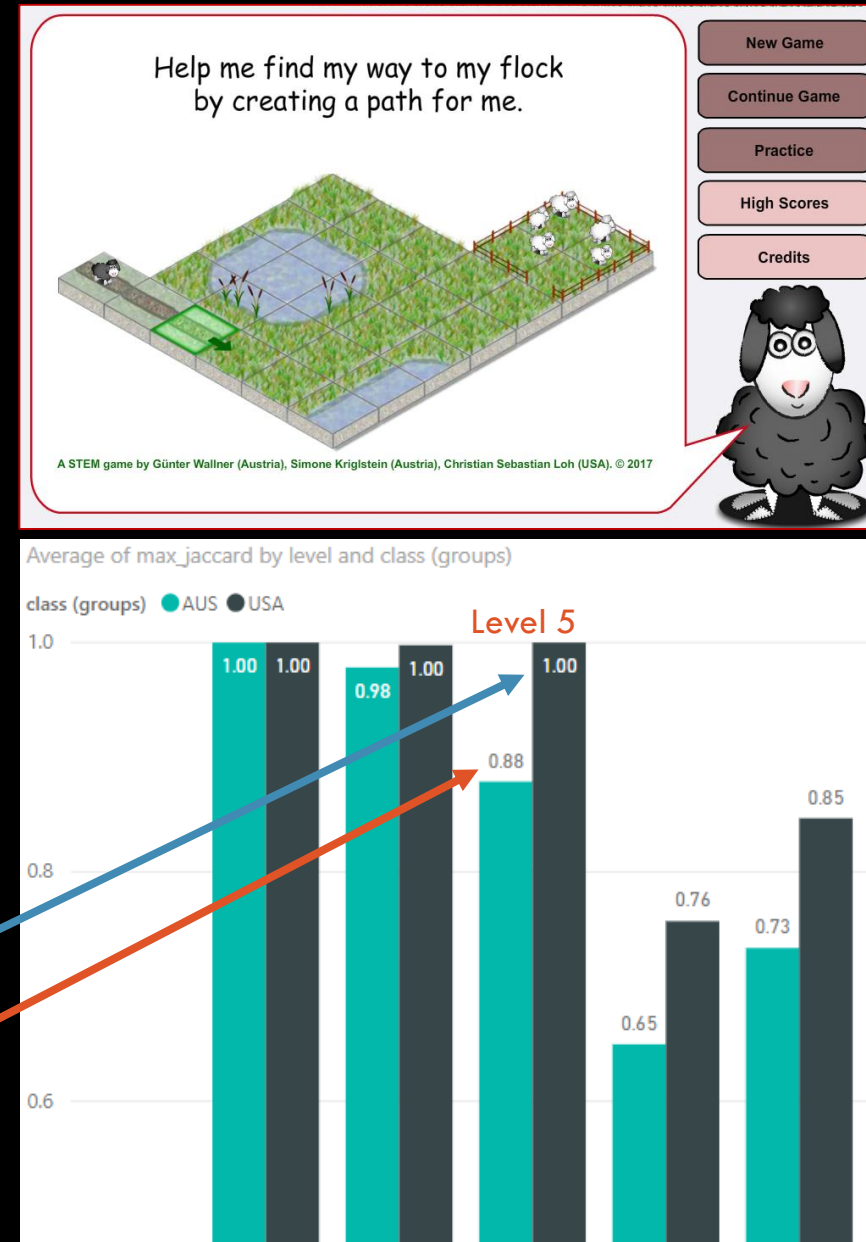 Help me find my way to my flock
by creating a path for me.
A STEM game by Günter Wallner (Austria), Simone Kriglstein (Austria), Christian Sebastian Loh (USA). © 2017
New Game
Continue Game
Practice
High Scores
Credits
Average of max_jaccard by level and class (groups)
class (groups) AUS USA
Level 5
1.0
1.00 1.00
0.98 1.00
0.88 1.00
0.8
0.65 0.76
0.73 0.85
0.6